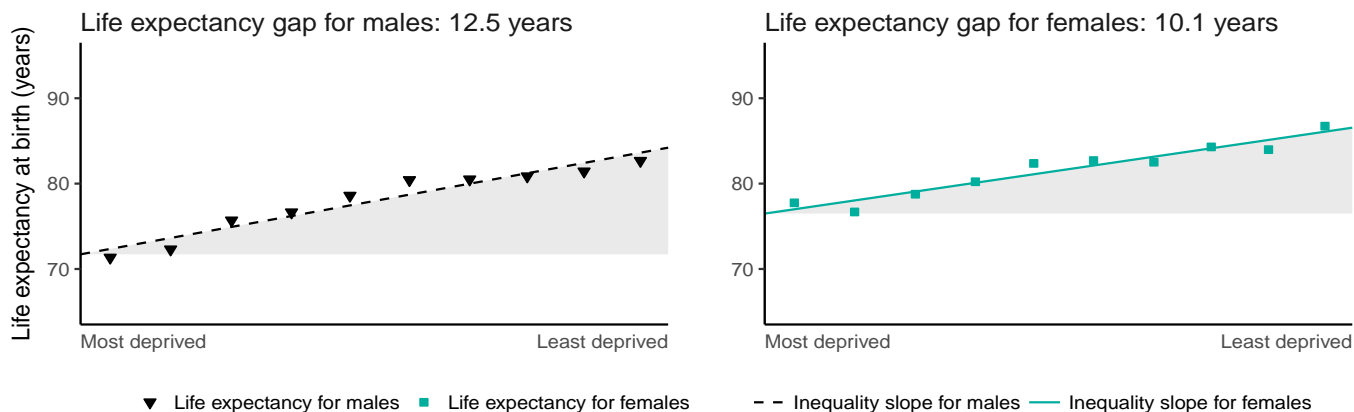 Life expectancy gap for males: 12.5 years
Life expectancy at birth (years)
90
80
70
Most deprived
Least deprived
Life expectancy gap for females: 10.1 years
90
80
70
Most deprived
Least deprived
Life expectancy for males
Life expectancy for females
Inequality slope for males
Inequality slope for females